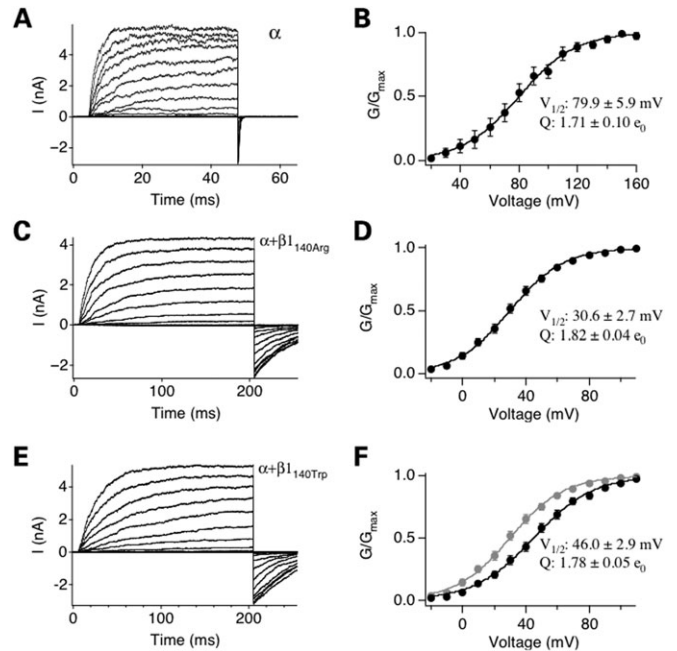 A
α
I (nA)
4
2
0
−2
0
20
40
60
Time (ms)
B
G/Gmax
1.0
0.5
0.0
V1/2: 79.9 ± 5.9 mV
Q: 1.71 ± 0.10 e0
40
80
120
160
Voltage (mV)
C
α+β1140Arg
I (nA)
4
2
0
−2
0
100
200
Time (ms)
D
G/Gmax
1.0
0.5
0.0
V1/2: 30.6 ± 2.7 mV
Q: 1.82 ± 0.04 e0
0
40
80
Voltage (mV)
E
α+β1140Trp
I (nA)
4
2
0
−2
0
100
200
Time (ms)
F
G/Gmax
1.0
0.5
0.0
V1/2: 46.0 ± 2.9 mV
Q: 1.78 ± 0.05 e0
0
40
80
Voltage (mV)